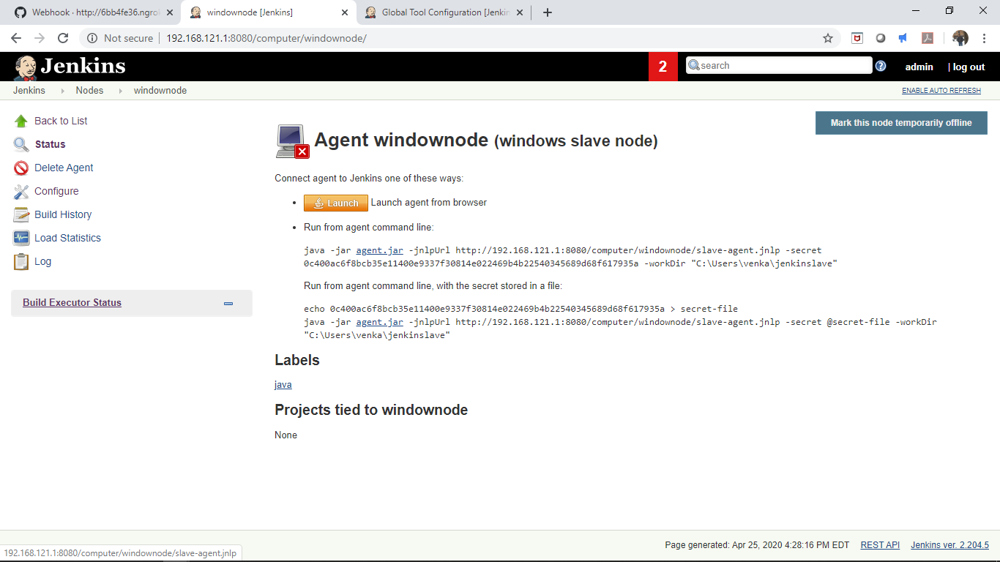 Webhook · http://6bb4fe36.ngro
windownode [Jenkins]
Global Tool Configuration [Jenkin
Not secure
192.168.121.1:8080/computer/windownode/
Jenkins
2
search
admin
| log out
Jenkins
Nodes
windownode
ENABLE AUTO REFRESH
Back to List
Status
Delete Agent
Configure
Build History
Load Statistics
Log
Build Executor Status
Mark this node temporarily offline
Agent windownode (windows slave node)
Connect agent to Jenkins one of these ways:
Launch Launch agent from browser
Run from agent command line:
java -jar agent.jar -jnlpUrl http://192.168.121.1:8080/computer/windownode/slave-agent.jnlp -secret
0c400ac6f8bcb35e11400e9337f30814e022469b4b22540345689d68f617935a -workDir "C:\Users\venka\jenkinslave"
Run from agent command line, with the secret stored in a file:
echo 0c400ac6f8bcb35e11400e9337f30814e022469b4b22540345689d68f617935a > secret-file
java -jar agent.jar -jnlpUrl http://192.168.121.1:8080/computer/windownode/slave-agent.jnlp -secret @secret-file -workDir
"C:\Users\venka\jenkinslave"
Labels
java
Projects tied to windownode
None
Page generated: Apr 25, 2020 4:28:16 PM EDT
REST API
Jenkins ver. 2.204.5
192.168.121.1:8080/computer/windownode/slave-agent.jnlp